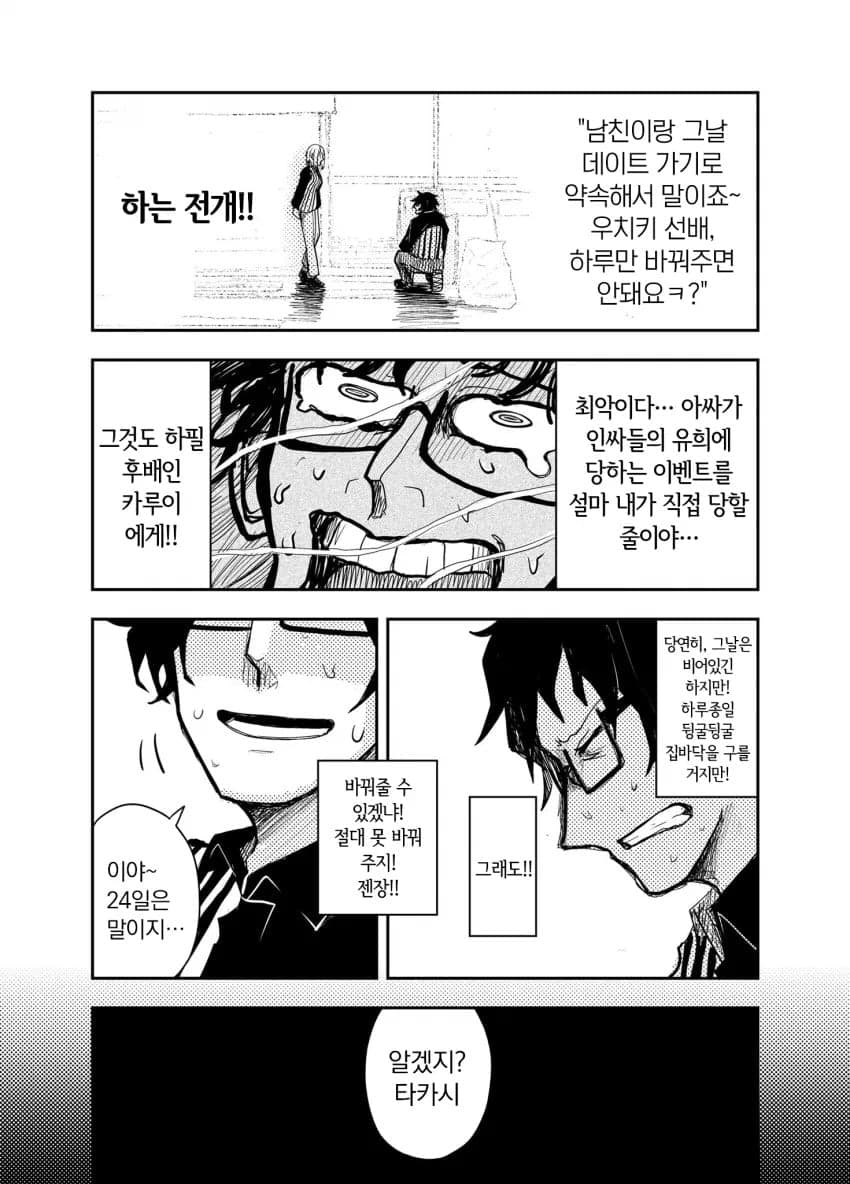 "남친이랑 그날
데이트 가기로
약속해서 말이죠~
우치키 선배,
하루만 바꿔주면
안돼요ㅋ?"
하는 전개!!
최악이다… 아싸가
인싸들의 유희에
당하는 이벤트를
설마 내가 직접 당할
줄이야…
그것도 하필
후배인
카루이
에게!!
당연히, 그날은
비어있긴
하지만!
하루종일
뒹굴뒹굴
집바닥을 구를
거지만!
그래도!!
바꿔줄 수
있겠냐!
절대 못 바꿔
주지!
젠장!!
이야~
24일은
말이지…
알겠지?
타카시